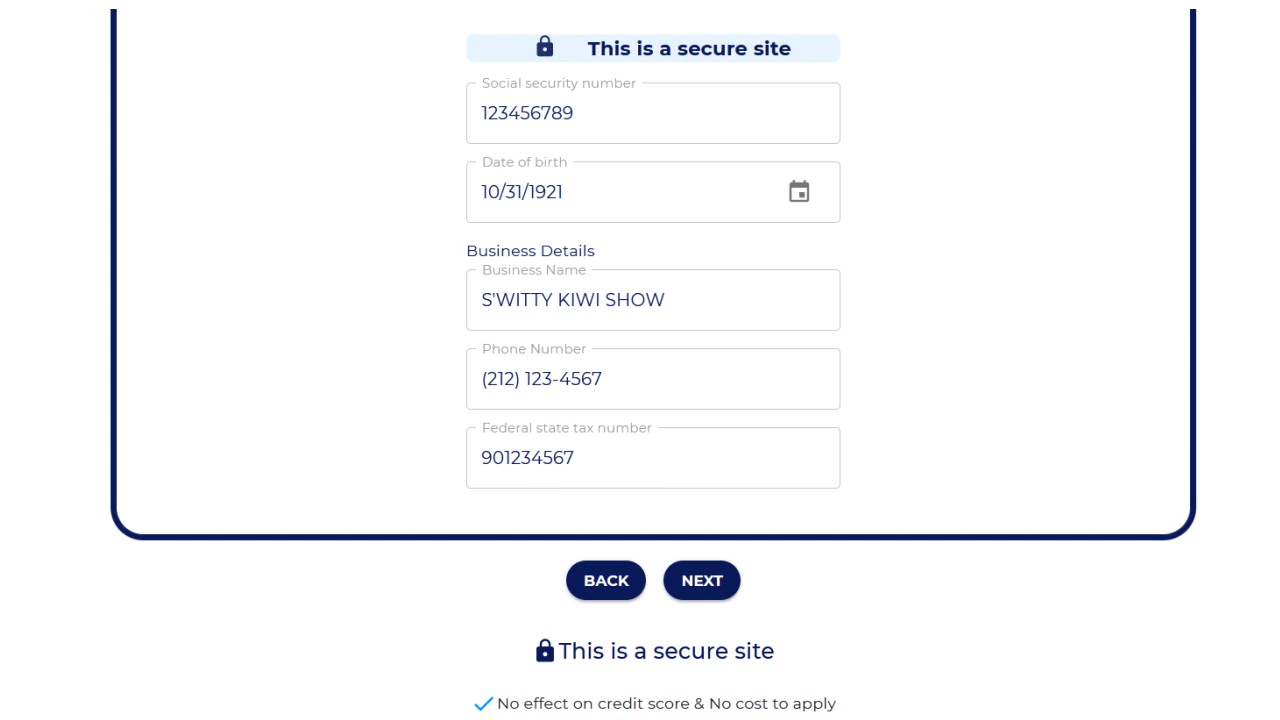 This is a secure site
Social security number
123456789
Date of birth
10/31/1921
Business Details
Business Name
S'WITTY KIWI SHOW
Phone Number
(212) 123-4567
Federal state tax number
901234567
BACK NEXT
This is a secure site
No effect on credit score & No cost to apply